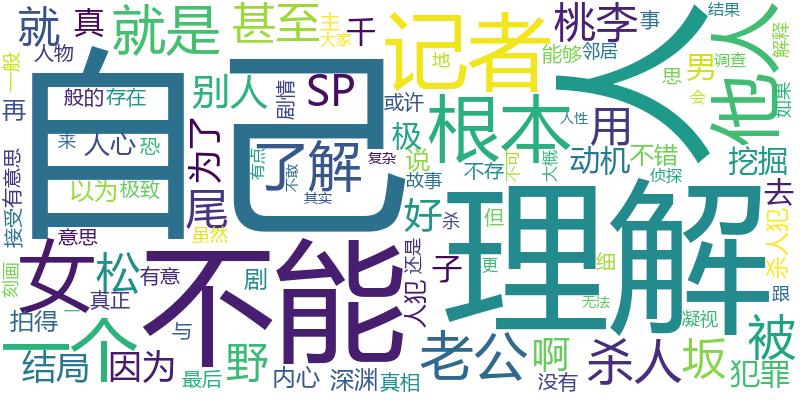 就
真
就是
甚至
主
大家
千
记者
人
桃李
事
结果
一般
人物
般的
存在
别人
剧情
SP
或许
地
能够
邻居
男
思
调查
会
他人
解释
如果
再
自己
来
人心
恐
为了
有点
了解
不敢
复杂
极
说
根本
用
人性
不存
不可
大概
动机
不错
侦探
挖掘
接受
有意思
以为
极致
尾
其实
故事
好
杀
但
理解
去
杀人犯
刻画
意思
虽然
女
松
有意
真正
一
不能
剧
人犯
还是
子
更
细
无法
凝视
跟
一个
拍得
与
结局
因为
最后
野
内心
深渊
真相
老公
啊
没有
杀人
坂
被
犯罪